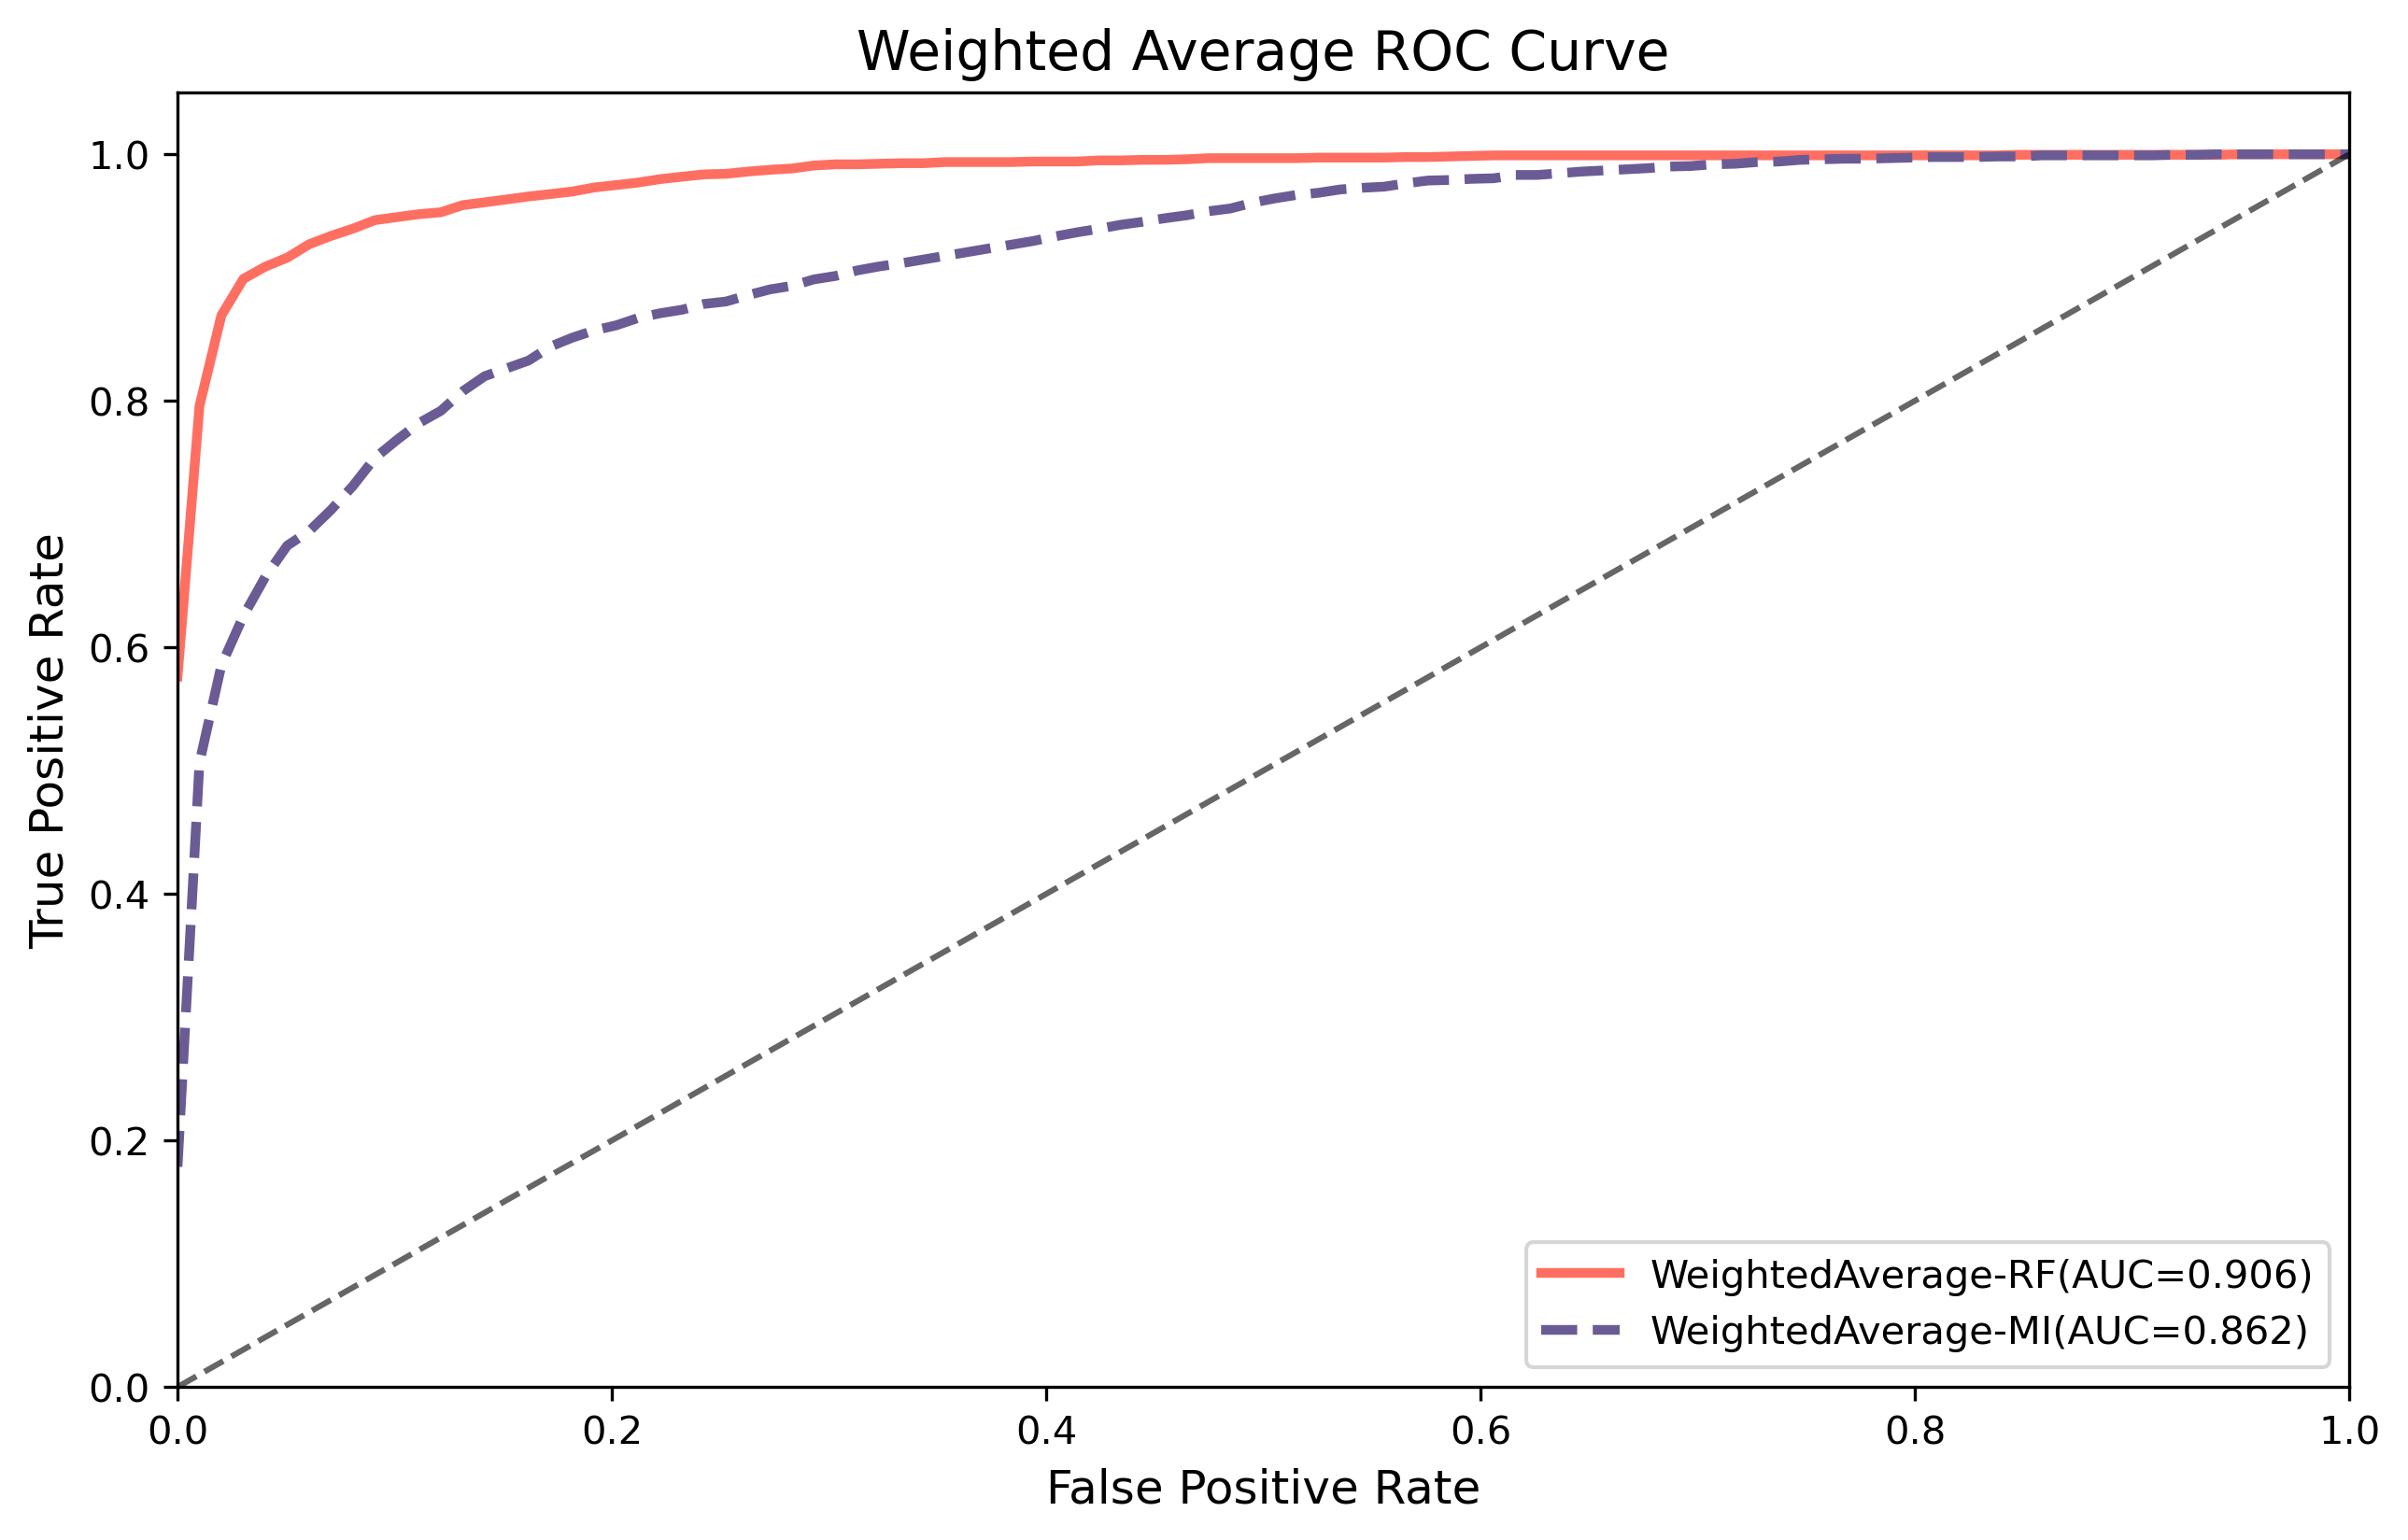 Weighted Average ROC Curve
True Positive Rate
1.0
0.8
0.6
0.4
0.2
0.0
0.0 0.2 0.4 0.6 0.8 1.0
False Positive Rate
WeightedAverage-RF(AUC=0.906)
WeightedAverage-MI(AUC=0.862)